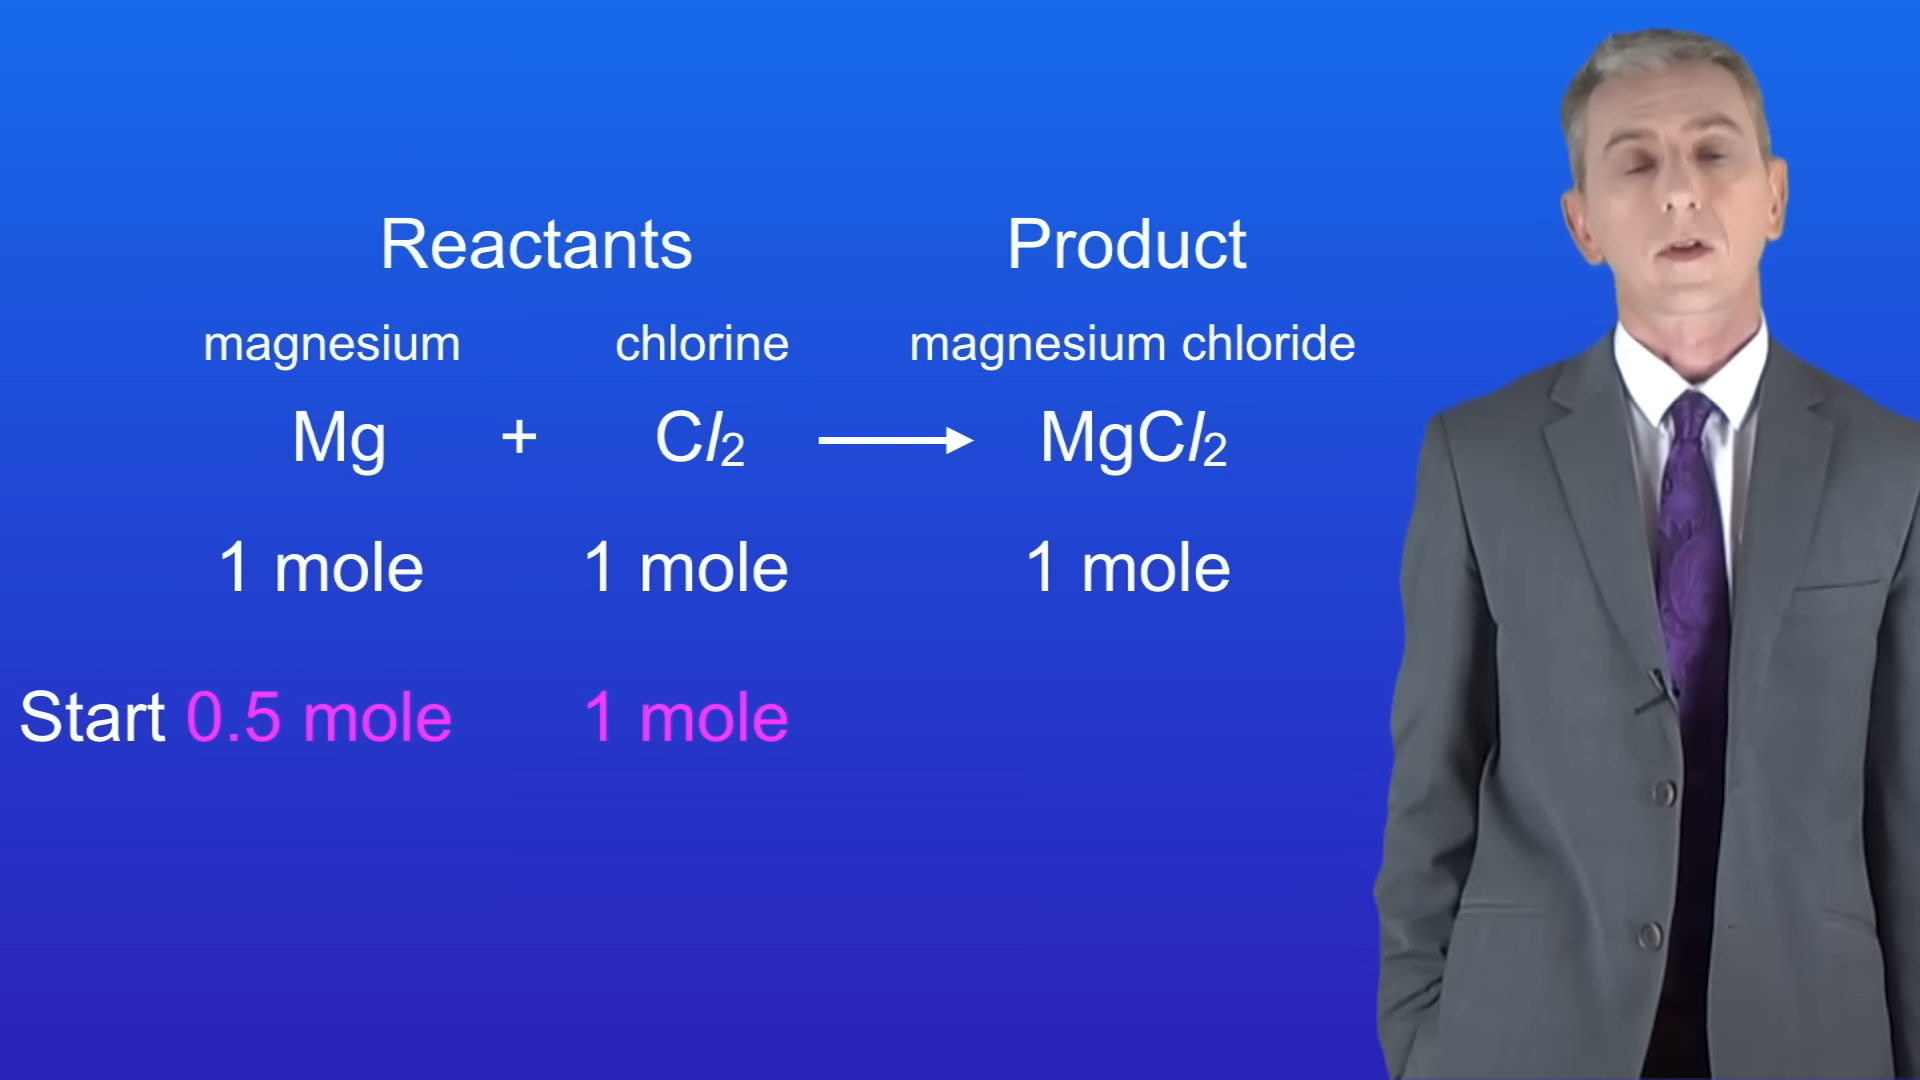 Reactants Product
magnesium chlorine magnesium chloride
Mg + Cl₂ → MgCl₂
1 mole 1 mole 1 mole
Start 0.5 mole 1 mole